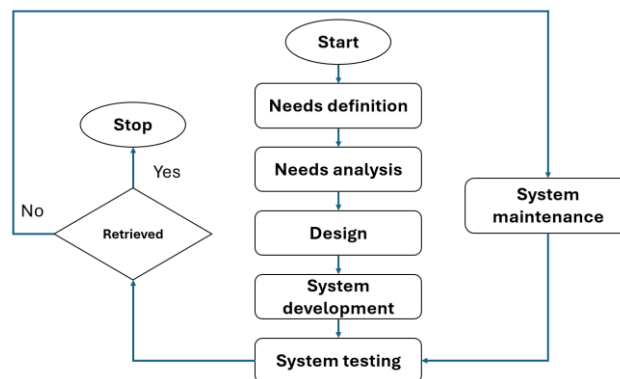 Start
Needs definition
Stop
Yes
Needs analysis
No
System
maintenance
Retrieved
Design
System
development
System testing